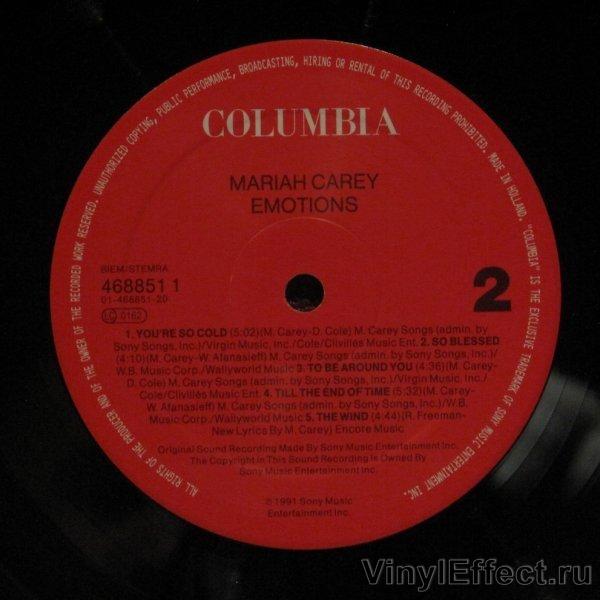 UNAUTHORIZED COPYING, PUBLIC PERFORMANCE, BROADCASTING, HIRING OR RENTAL OF THIS RECORDING PROHIBITED. MADE IN HOLLAND. "COLUMBIA" IS THE EXCLUSIVE TRADEMARK OF SONY MUSIC ENTERTAINMENT INC.
ALL RIGHTS OF THE PRODUCER AND OF THE OWNER OF THE RECORDED WORK RESERVED.
COLUMBIA
MARIAH CAREY
EMOTIONS
BIEM/STEMRA
468851 1
01-468851-20
LC 0162
2
1. YOU'RE SO COLD (5:02)(M. Carey-D. Cole) M. Carey Songs (admin. by
Sony Songs, Inc.)/Virgin Music, Inc./Cole/Clivillés Music Ent. 2. SO BLESSED
(4:10)(M. Carey-W. Afanasieff) M. Carey Songs (admin. by Sony Songs, Inc.)/
W.B. Music Corp./Wallyworld Music 3. TO BE AROUND YOU (4:36)(M. Carey-
D. Cole) M. Carey Songs (admin. by Sony Songs, Inc.)/Virgin Music, Inc./
Cole/Clivillés Music Ent. 4. TILL THE END OF TIME (5:32)(M. Carey-
W. Afanasieff) M. Carey Songs (admin. by Sony Songs, Inc.)/W.B.
Music Corp./Wallyworld Music 5. THE WIND (4:44)(R. Freeman-
New Lyrics By M. Carey) Encore Music
Original Sound Recording Made By Sony Music Entertainment Inc.
The Copyright in This Sound Recording is Owned By
Sony Music Entertainment Inc.
℗ 1991 Sony Music
Entertainment Inc.
VinylEffect.ru